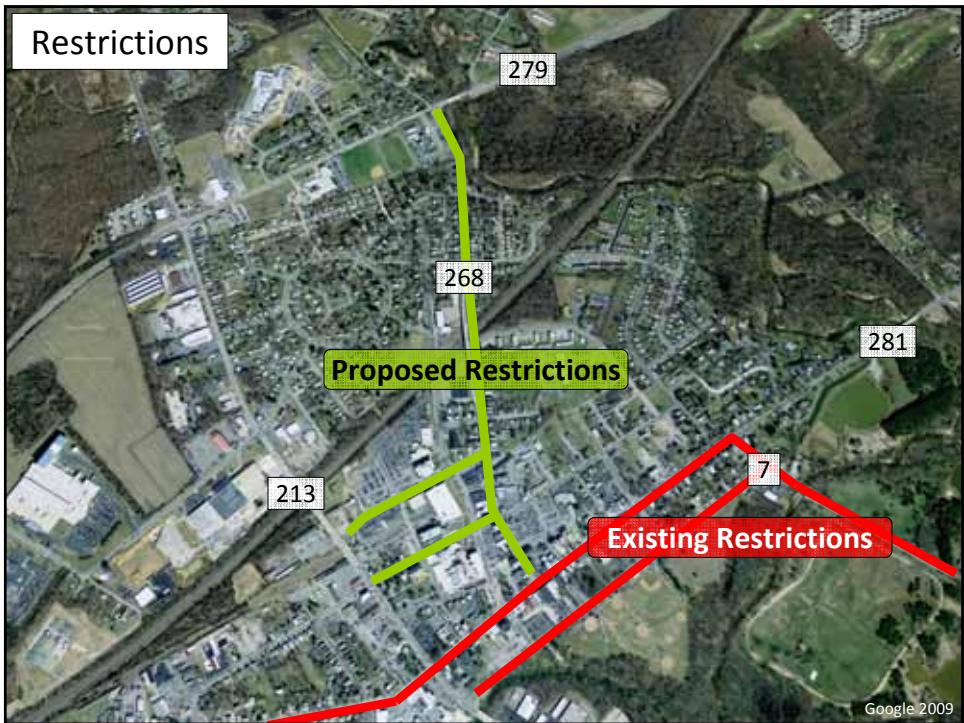 Restrictions
279
268
281
Proposed Restrictions
7
213
Existing Restrictions
Google 2009